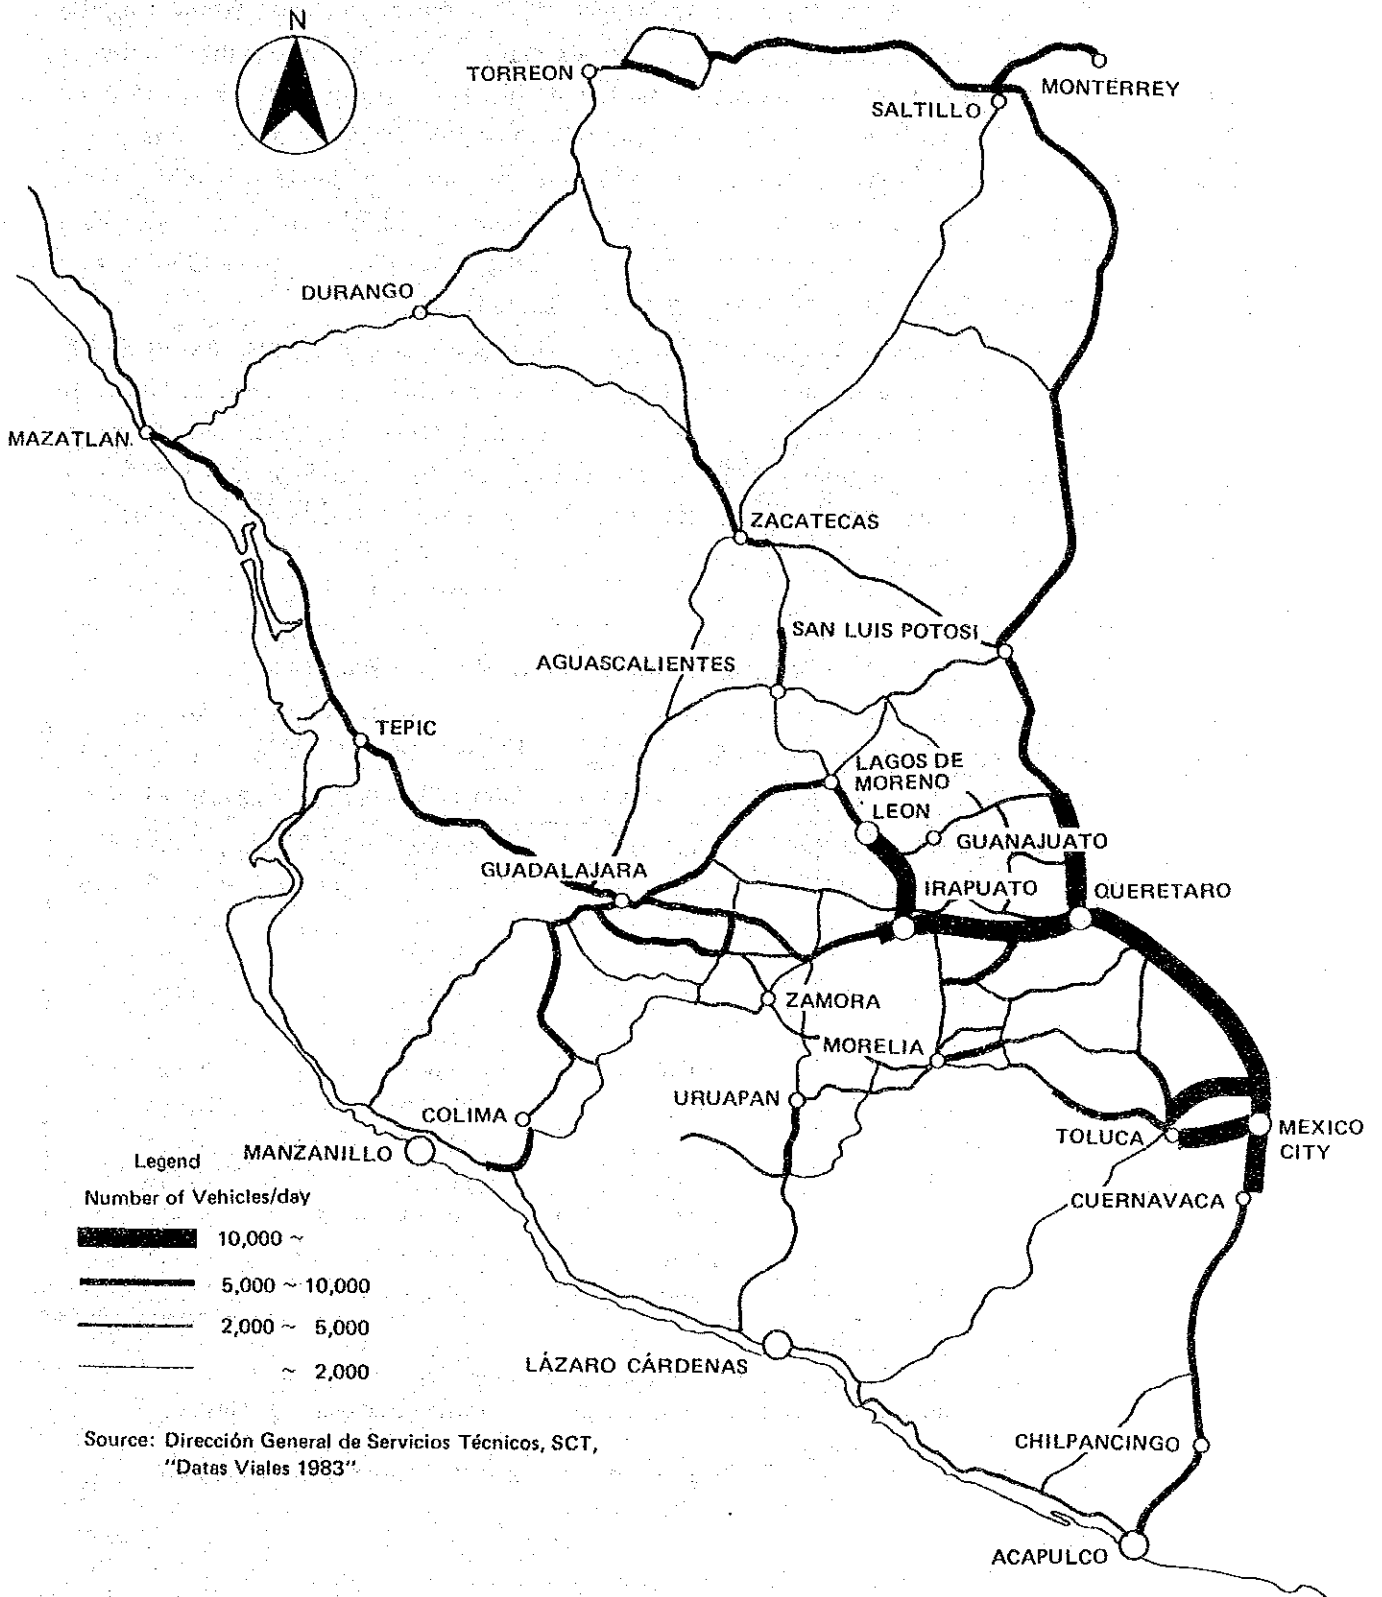 N
TORREON
MONTERREY
SALTILLO
DURANGO
MAZATLAN
ZACATECAS
SAN LUIS POTOSI
AGUASCALIENTES
TEPIC
LAGOS DE
MORENO
LEON
GUANAJUATO
GUADALAJARA
IRAPUATO
QUERETARO
ZAMORA
MORELIA
URUAPAN
COLIMA
TOLUCA
MEXICO
CITY
MANZANILLO
CUERNAVACA
Legend
Number of Vehicles/day
10,000 ~
5,000 ~ 10,000
2,000 ~ 5,000
~ 2,000
LÁZARO CÁRDENAS
Source: Dirección General de Servicios Técnicos, SCT,
"Datas Viales 1983"
CHILPANCINGO
ACAPULCO